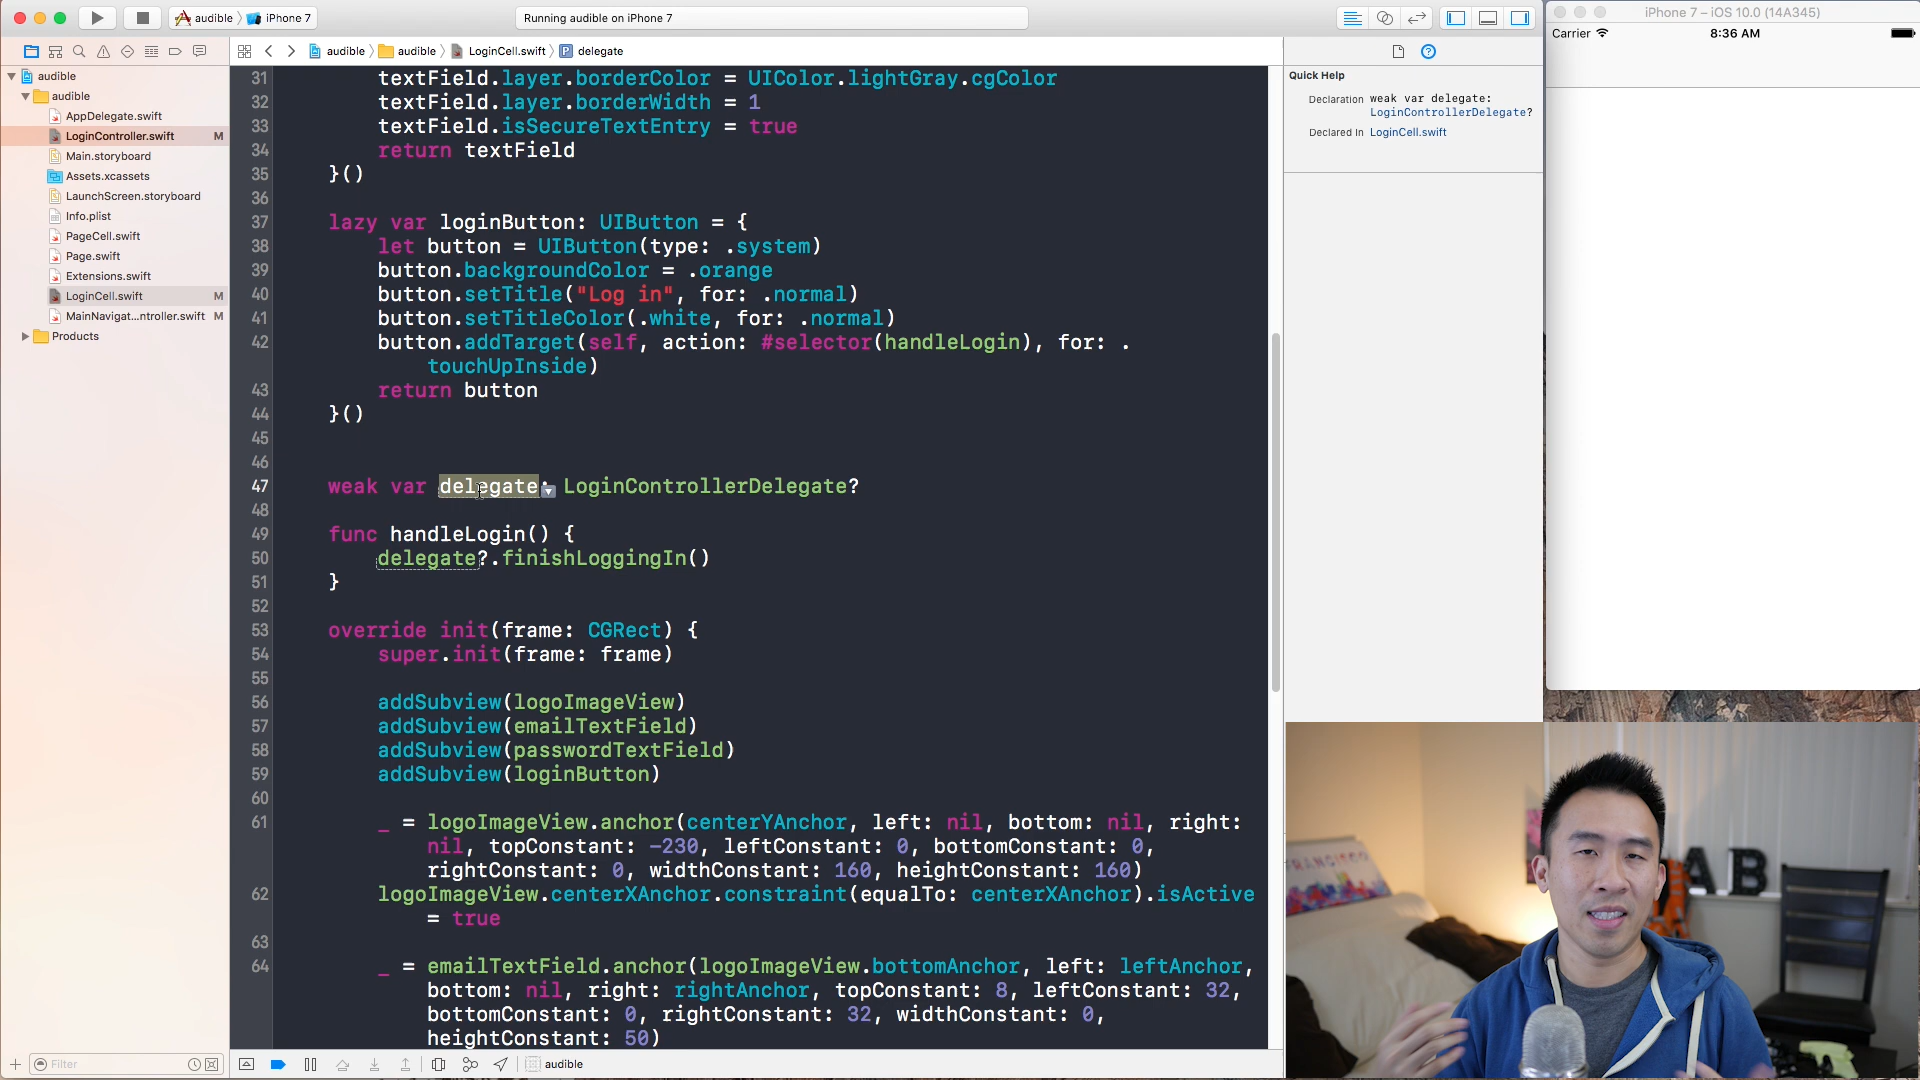 audible
iPhone 7
Running audible on iPhone 7
iPhone 7 – iOS 10.0 (14A345)
Carrier
8:36 AM
audible
audible
LoginCell.swift
delegate
audible
audible
AppDelegate.swift
LoginController.swift M
Main.storyboard
Assets.xcassets
LaunchScreen.storyboard
Info.plist
PageCell.swift
Page.swift
Extensions.swift
LoginCell.swift M
MainNavigat...ntroller.swift M
Products
Filter
31 textField.layer.borderColor = UIColor.lightGray.cgColor
32 textField.layer.borderWidth = 1
33 textField.isSecureTextEntry = true
34 return textField
35 }()
36
37 lazy var loginButton: UIButton = {
38 let button = UIButton(type: .system)
39 button.backgroundColor = .orange
40 button.setTitle("Log in", for: .normal)
41 button.setTitleColor(.white, for: .normal)
42 button.addTarget(self, action: #selector(handleLogin), for: .
touchUpInside)
43 return button
44 }()
45
46
47 weak var delegate: LoginControllerDelegate?
48
49 func handleLogin() {
50 delegate?.finishLoggingIn()
51 }
52
53 override init(frame: CGRect) {
54 super.init(frame: frame)
55
56 addSubview(logoImageView)
57 addSubview(emailTextField)
58 addSubview(passwordTextField)
59 addSubview(loginButton)
60
61 _ = logoImageView.anchor(centerYAnchor, left: nil, bottom: nil, right:
nil, topConstant: -230, leftConstant: 0, bottomConstant: 0,
rightConstant: 0, widthConstant: 160, heightConstant: 160)
62 logoImageView.centerXAnchor.constraint(equalTo: centerXAnchor).isActive
= true
63
64 _ = emailTextField.anchor(logoImageView.bottomAnchor, left: leftAnchor,
bottom: nil, right: rightAnchor, topConstant: 8, leftConstant: 32,
bottomConstant: 0, rightConstant: 32, widthConstant: 0,
heightConstant: 50)
audible
Quick Help
Declaration weak var delegate:
LoginControllerDelegate?
Declared In LoginCell.swift
FRANCISCO
AB